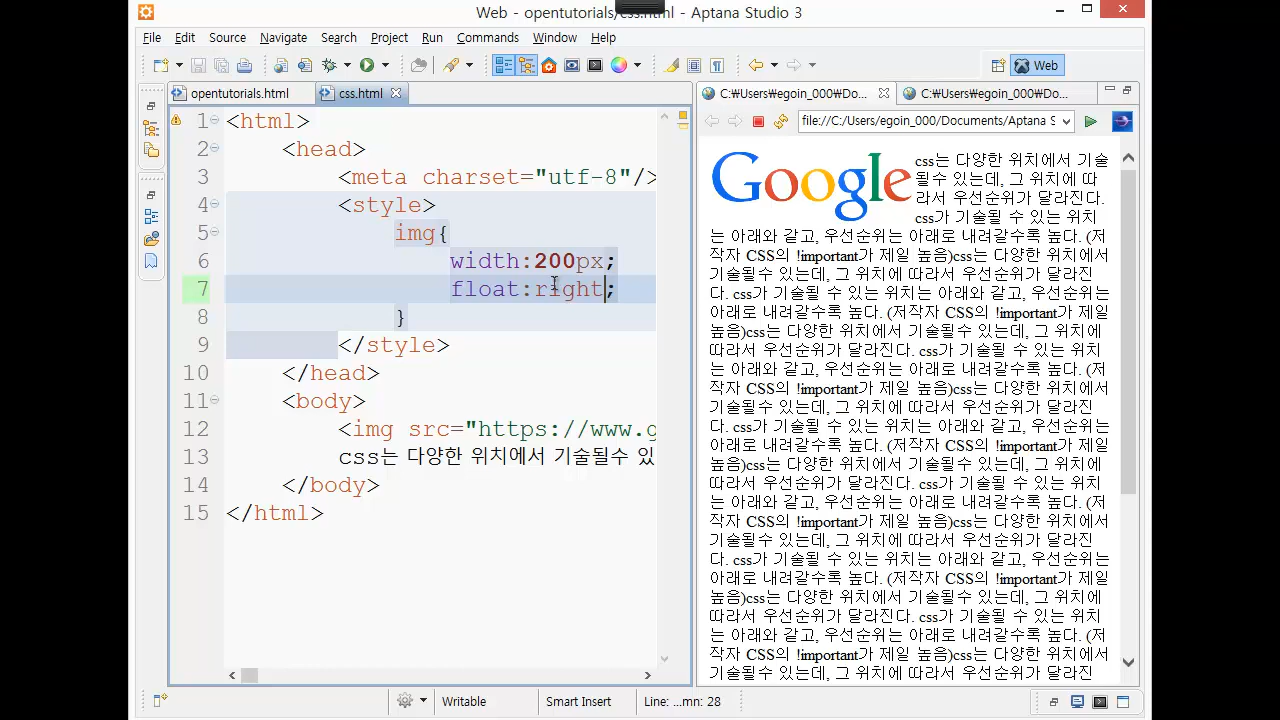 Web - opentutorials/css.html - Aptana Studio 3
File Edit Source Navigate Search Project Run Commands Window Help
Web
opentutorials.html
css.html
1 <html>
2 <head>
3 <meta charset="utf-8"/>
4 <style>
5 img{
6 width:200px;
7 float:right;
8 }
9 </style>
10 </head>
11 <body>
12 <img src="https://www.g
13 css는 다양한 위치에서 기술될수 있
14 </body>
15 </html>
C:₩Users₩egoin_000₩Do...
C:₩Users₩egoin_000₩Do...
file://C:/Users/egoin_000/Documents/Aptana S
Google
css는 다양한 위치에서 기술
될수 있는데, 그 위치에 따
라서 우선순위가 달라진다.
css가 기술될 수 있는 위치
는 아래와 같고, 우선순위는 아래로 내려갈수록 높다. (저
작자 CSS의 !important가 제일 높음)css는 다양한 위치에서
기술될수 있는데, 그 위치에 따라서 우선순위가 달라진
다. css가 기술될 수 있는 위치는 아래와 같고, 우선순위는
아래로 내려갈수록 높다. (저작자 CSS의 !important가 제일
높음)css는 다양한 위치에서 기술될수 있는데, 그 위치에
따라서 우선순위가 달라진다. css가 기술될 수 있는 위치
는 아래와 같고, 우선순위는 아래로 내려갈수록 높다. (저
작자 CSS의 !important가 제일 높음)css는 다양한 위치에서
기술될수 있는데, 그 위치에 따라서 우선순위가 달라진
다. css가 기술될 수 있는 위치는 아래와 같고, 우선순위는
아래로 내려갈수록 높다. (저작자 CSS의 !important가 제일
높음)css는 다양한 위치에서 기술될수 있는데, 그 위치에
따라서 우선순위가 달라진다. css가 기술될 수 있는 위치
는 아래와 같고, 우선순위는 아래로 내려갈수록 높다. (저
작자 CSS의 !important가 제일 높음)css는 다양한 위치에서
기술될수 있는데, 그 위치에 따라서 우선순위가 달라진
다. css가 기술될 수 있는 위치는 아래와 같고, 우선순위는
아래로 내려갈수록 높다. (저작자 CSS의 !important가 제일
높음)css는 다양한 위치에서 기술될수 있는데, 그 위치에
따라서 우선순위가 달라진다. css가 기술될 수 있는 위치
는 아래와 같고, 우선순위는 아래로 내려갈수록 높다. (저
작자 CSS의 !important가 제일 높음)css는 다양한 위치에서
기술될수 있는데, 그 위치에 따라서 우선순위가 달라진
Writable
Smart Insert
Line: ...mn: 28